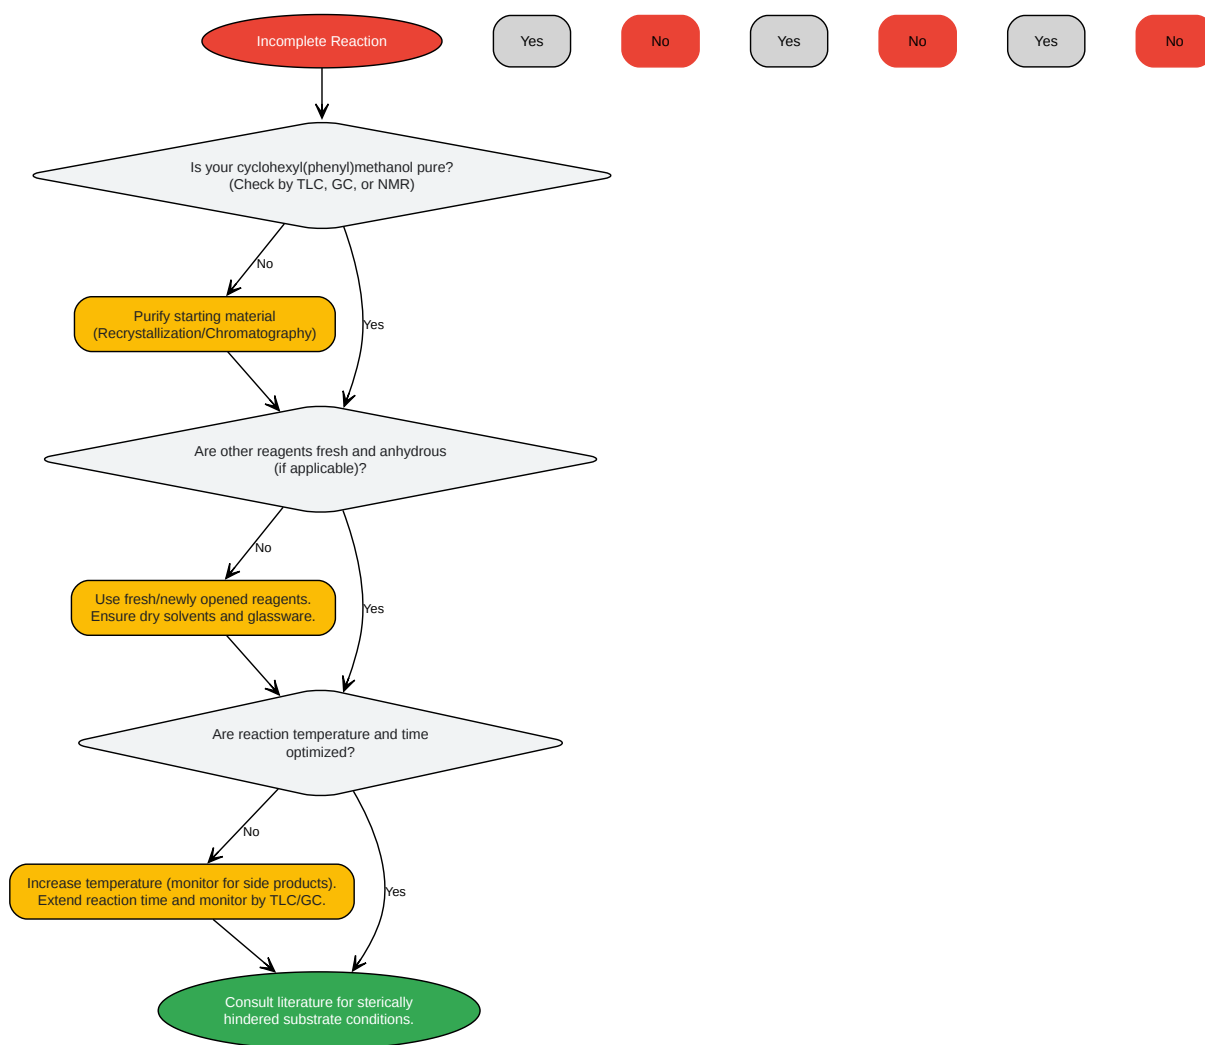 Incomplete Reaction
Yes
No
Yes
No
Yes
No
Is your cyclohexyl(phenyl)methanol pure?
(Check by TLC, GC, or NMR)
No
Purify starting material
(Recrystallization/Chromatography)
Yes
Are other reagents fresh and anhydrous
(if applicable)?
No
Use fresh/newly opened reagents.
Ensure dry solvents and glassware.
Yes
Are reaction temperature and time
optimized?
No
Increase temperature (monitor for side products).
Extend reaction time and monitor by TLC/GC.
Yes
Consult literature for sterically
hindered substrate conditions.